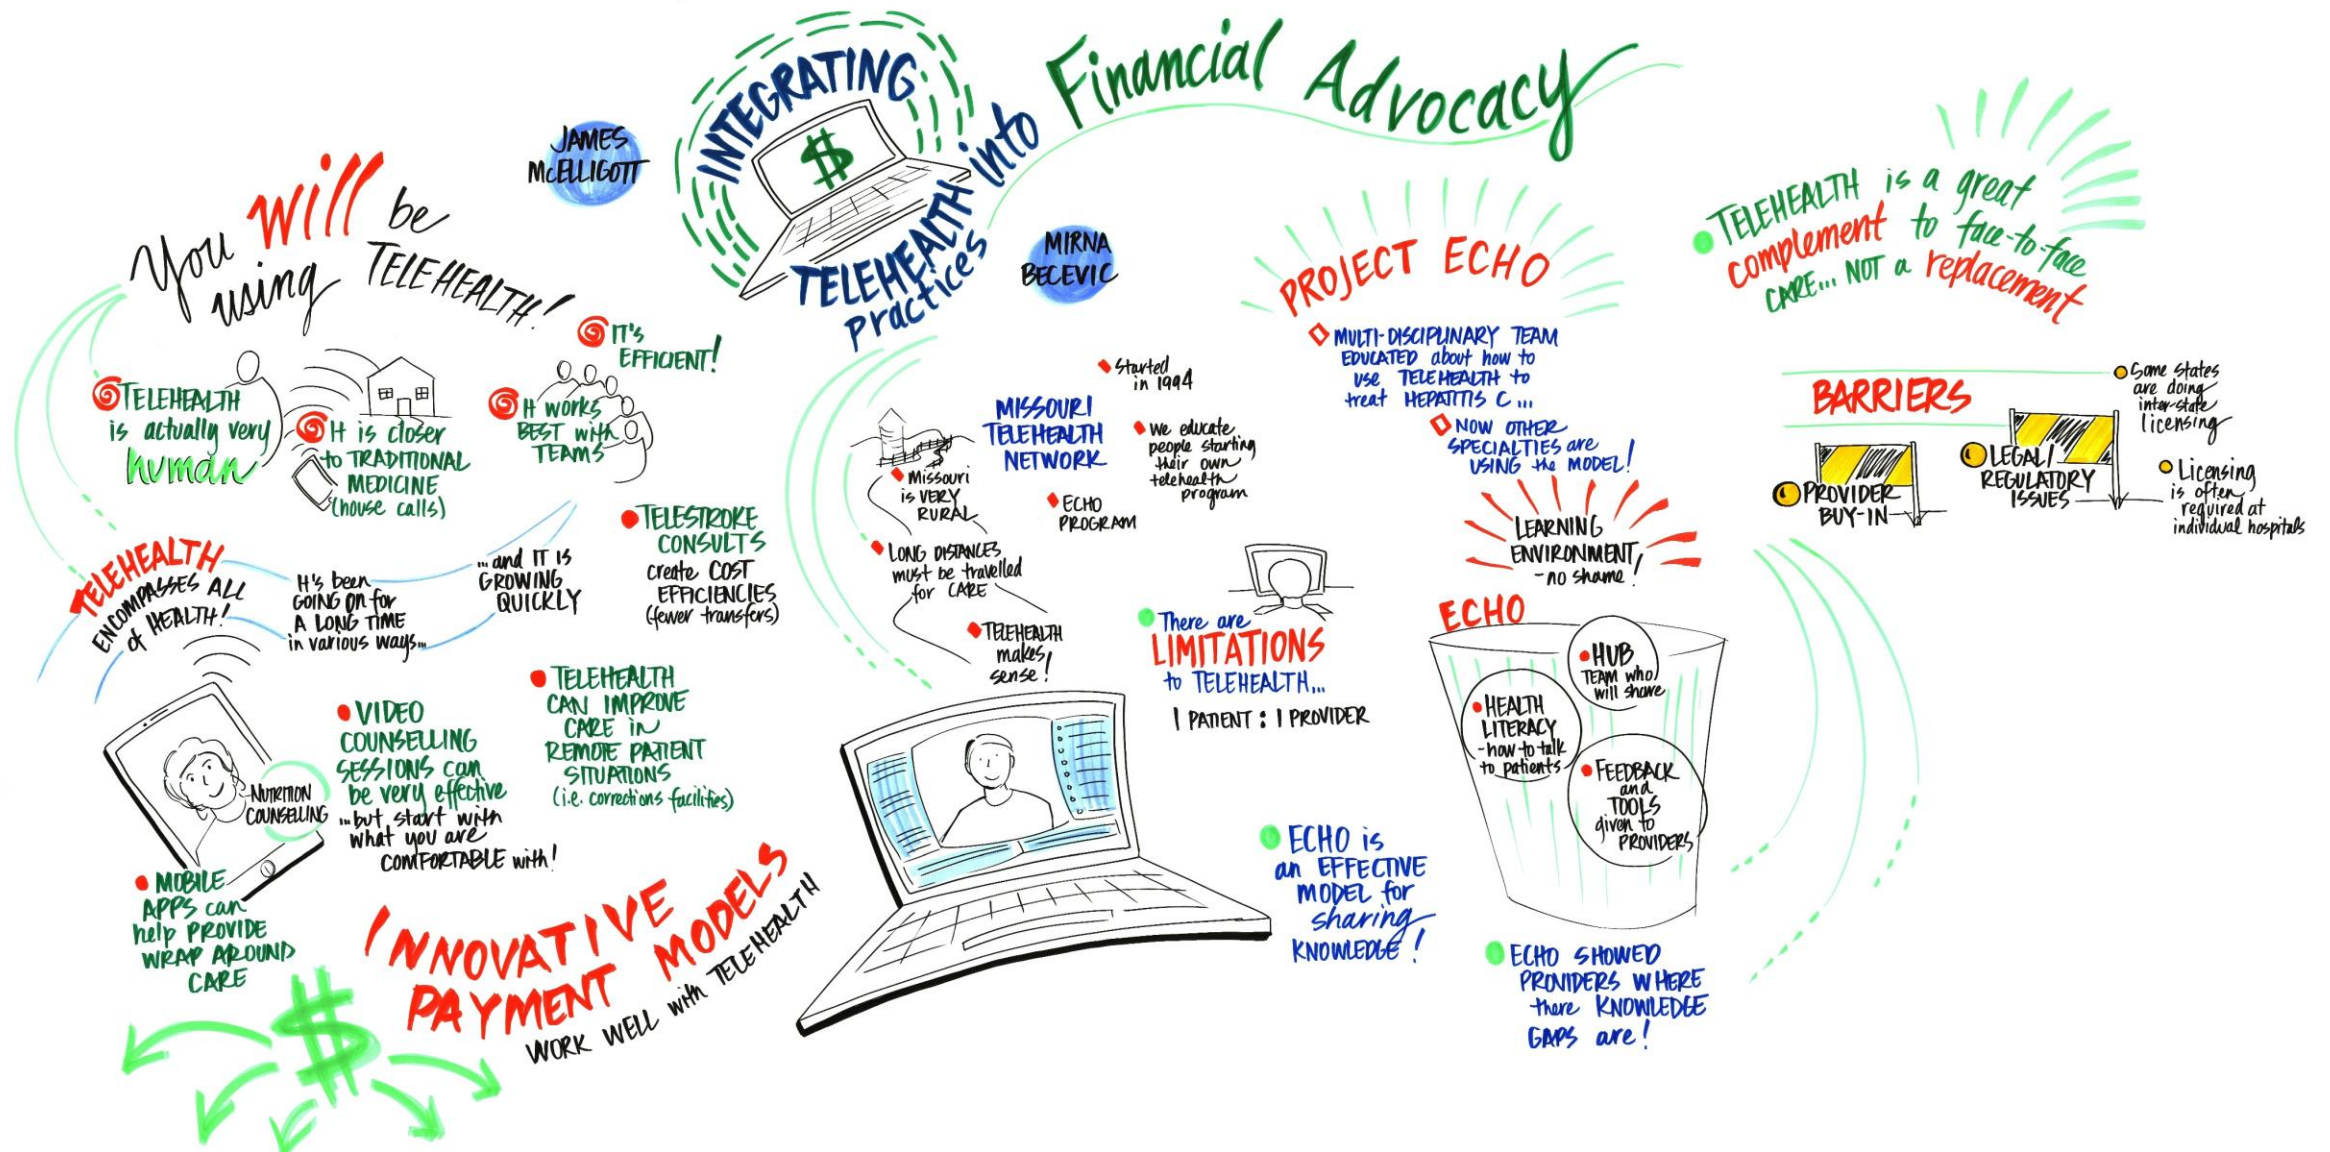 INTEGRATING
TELEHEALTH
practices
into
Financial Advocacy
$
JAMES
McELLIGOTT
You will be
using TELEHEALTH!
TELEHEALTH
is actually very
human
It is closer
to TRADITIONAL
MEDICINE
(house calls)
IT'S
EFFICIENT!
It works
BEST with
TEAMS
TELEHEALTH
ENCOMPASSES ALL
of HEALTH!
It's been
GOING on for
A LONG TIME
in various ways...
...and IT IS
GROWING
QUICKLY
TELESTROKE
CONSULTS
create COST
EFFICIENCIES
(fewer transfers)
NUTRITION
COUNSELLING
MOBILE
APPS can
help PROVIDE
WRAP AROUND
CARE
VIDEO
COUNSELLING
SESSIONS can
be very effective
...but start with
what you are
COMFORTABLE with!
TELEHEALTH
CAN IMPROVE
CARE in
REMOTE PATIENT
SITUATIONS
(i.e. corrections facilities)
$
INNOVATIVE
PAYMENT MODELS
WORK WELL with TELEHEALTH
MIRNA
BECEVIC
MISSOURI
TELEHEALTH
NETWORK
Started
in 1994
We educate
people starting
their own
telehealth
program
ECHO
PROGRAM
Missouri
is VERY
RURAL
LONG DISTANCES
must be travelled
for CARE
TELEHEALTH
makes
sense!
There are
LIMITATIONS
to TELEHEALTH...
1 PATIENT : 1 PROVIDER
ECHO is
an EFFECTIVE
MODEL for
sharing
KNOWLEDGE!
PROJECT ECHO
MULTI-DISCIPLINARY TEAM
EDUCATED about how to
use TELEHEALTH to
treat HEPATITIS C...
NOW OTHER
SPECIALTIES are
USING the MODEL!
LEARNING
ENVIRONMENT,
-no shame!
ECHO
HUB
TEAM who
will share
HEALTH
LITERACY
-how to talk
to patients
FEEDBACK
and
TOOLS
given to
PROVIDERS
ECHO SHOWED
PROVIDERS WHERE
there KNOWLEDGE
GAPS are!
TELEHEALTH is a great
complement to face-to-face
CARE... NOT a replacement
BARRIERS
PROVIDER
BUY-IN
LEGAL/
REGULATORY
ISSUES
Some states
are doing
inter-state
licensing
Licensing
is often
required at
individual hospitals